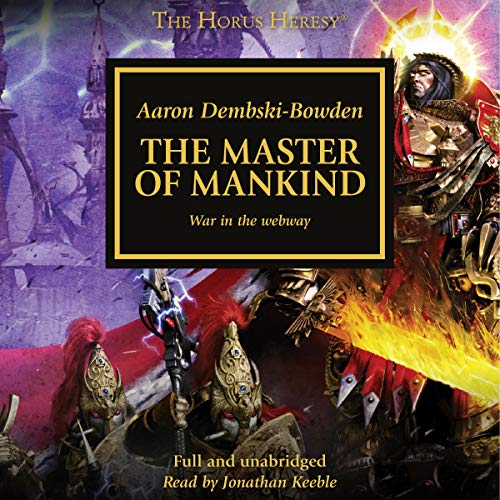 THE HORUS HERESY®
Aaron Dembski-Bowden
THE MASTER
OF MANKIND
War in the webway
Full and unabridged
Read by Jonathan Keeble